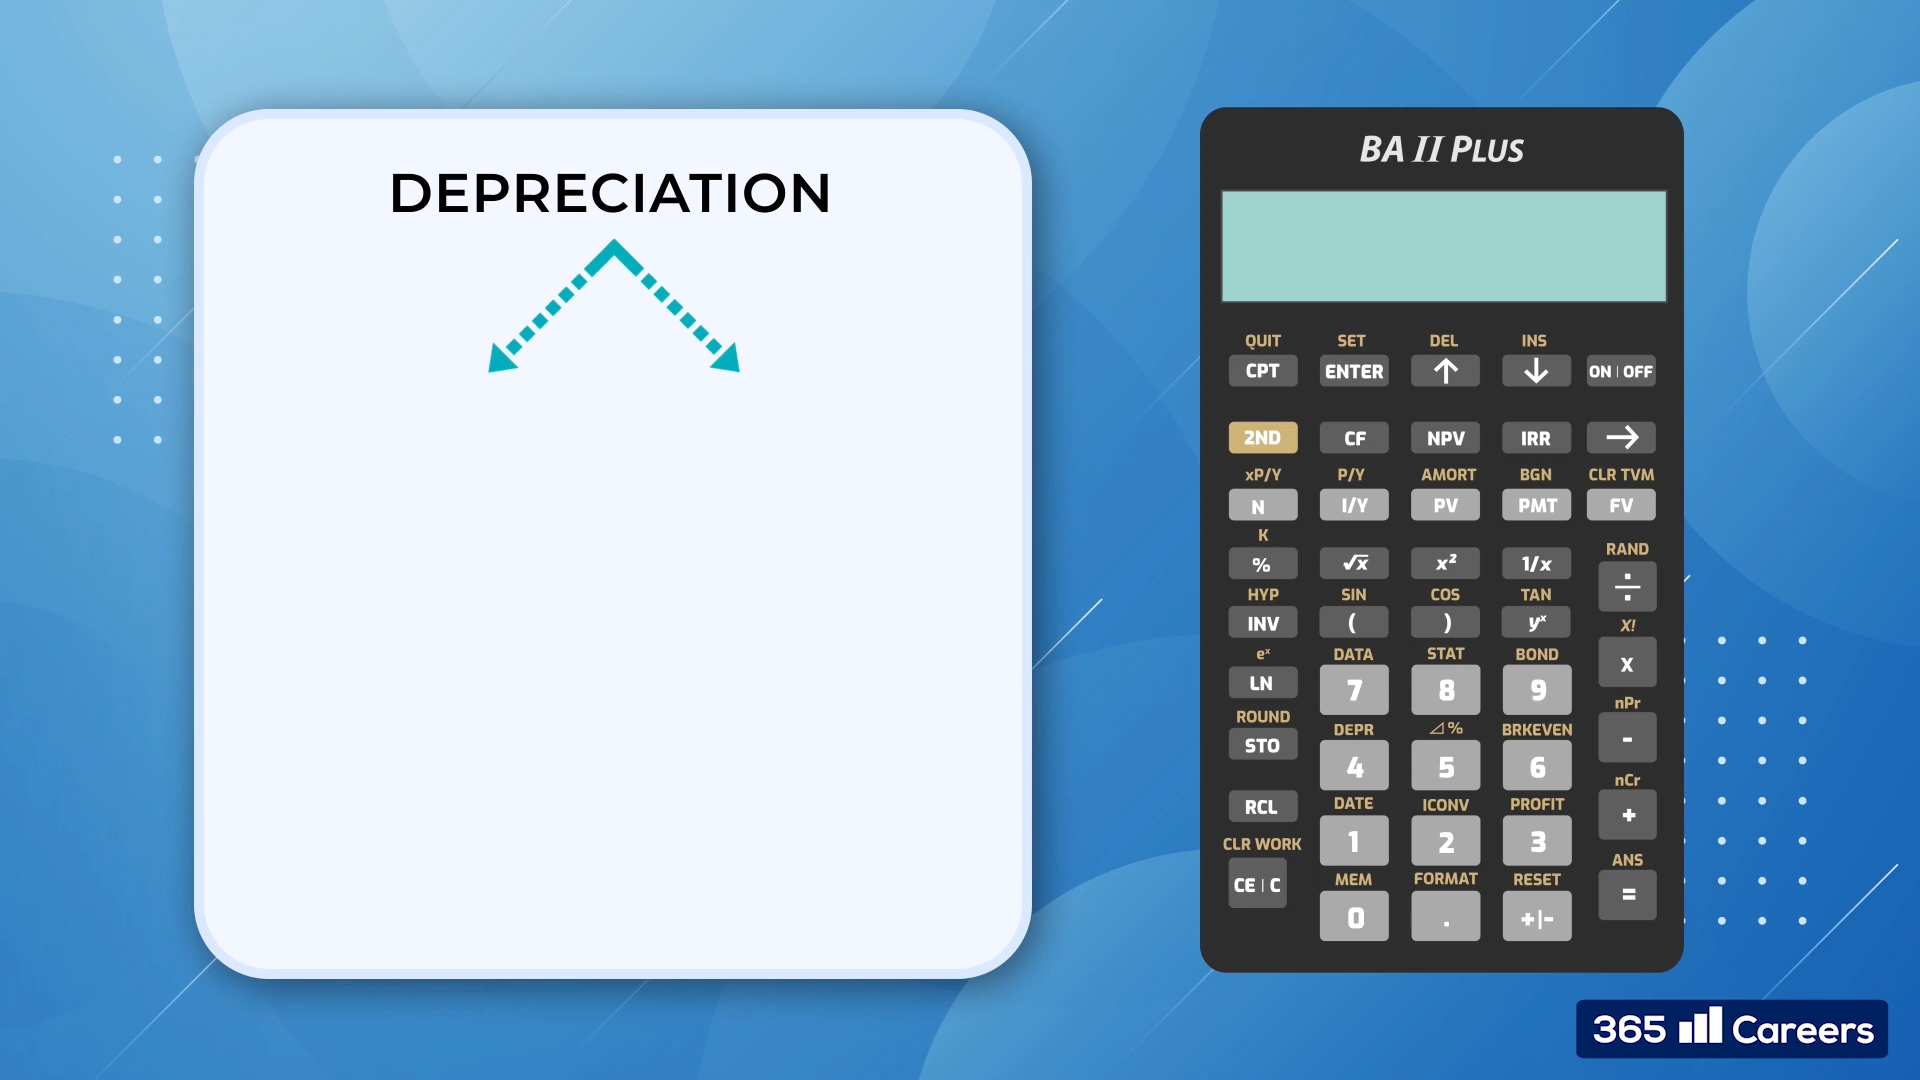 DEPRECIATION
BA II PLUS
QUIT SET DEL INS
CPT ENTER ↑ ↓ ON | OFF
2ND CF NPV IRR →
xP/Y P/Y AMORT BGN CLR TVM
N I/Y PV PMT FV
K
RAND
% √x x² 1/x ÷
HYP SIN COS TAN
INV ( ) yˣ
X!
eˣ DATA STAT BOND
LN 7 8 9 x
nPr
ROUND DEPR ⊿% BRKEVEN
STO 4 5 6 -
nCr
DATE ICONV PROFIT
RCL 1 2 3 +
CLR WORK
ANS
MEM FORMAT RESET
CE | C 0 . +|- =
365 Careers